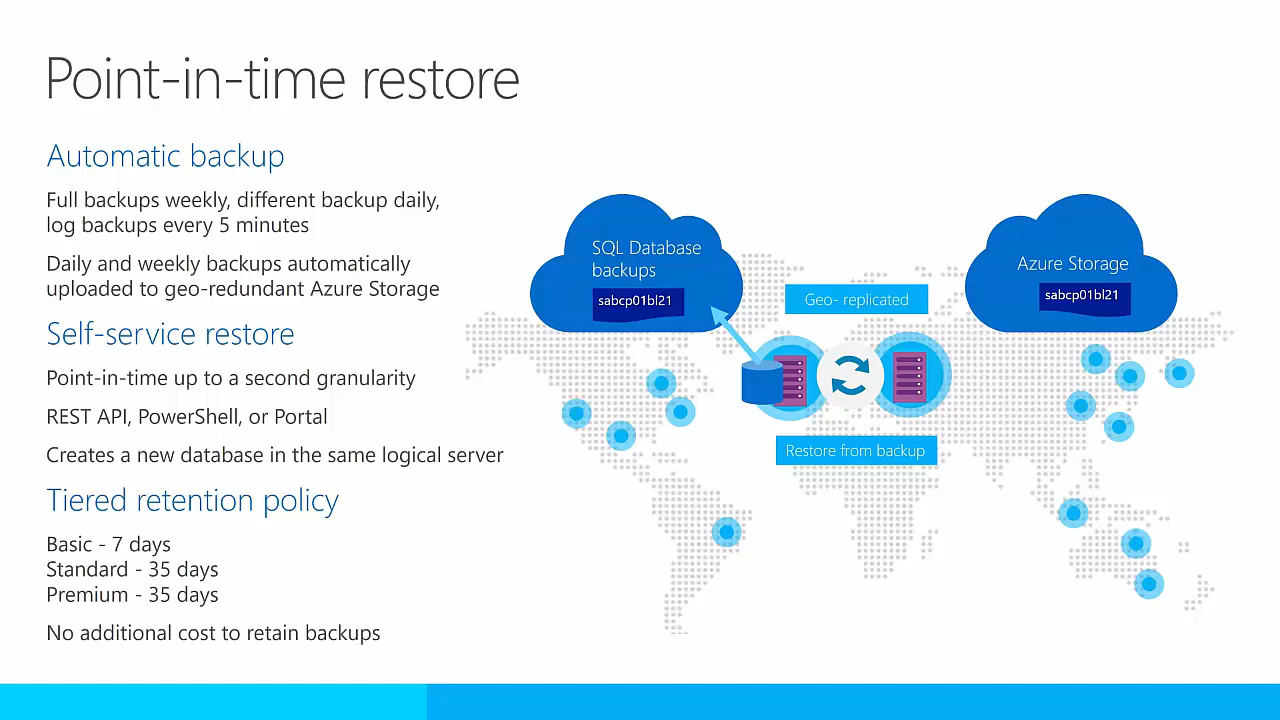 Point-in-time restore
Automatic backup
Full backups weekly, different backup daily,
log backups every 5 minutes
Daily and weekly backups automatically
uploaded to geo-redundant Azure Storage
Self-service restore
Point-in-time up to a second granularity
REST API, PowerShell, or Portal
Creates a new database in the same logical server
Tiered retention policy
Basic - 7 days
Standard - 35 days
Premium - 35 days
No additional cost to retain backups
SQL Database
backups
sabcp01bl21
Geo- replicated
Restore from backup
Azure Storage
sabcp01bl21